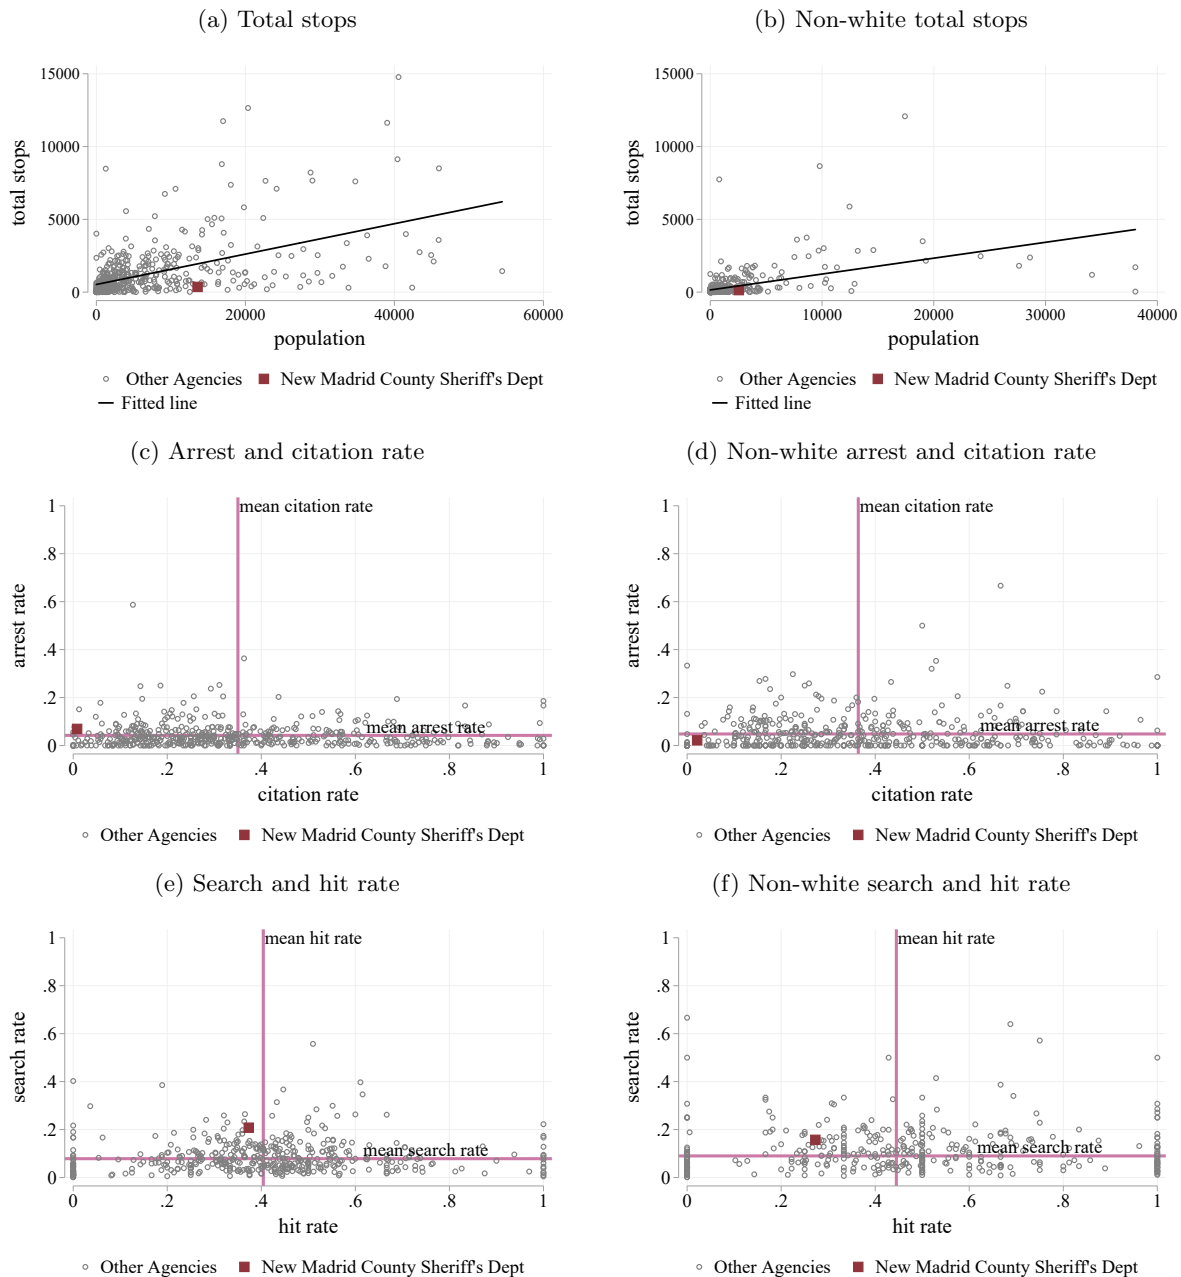 (a) Total stops
15000
10000
5000
0
total stops
0 20000 40000 60000
population
Other Agencies New Madrid County Sheriff's Dept
Fitted line
(b) Non-white total stops
15000
10000
5000
0
total stops
0 10000 20000 30000 40000
population
Other Agencies New Madrid County Sheriff's Dept
Fitted line
(c) Arrest and citation rate
mean citation rate
1
.8
.6
.4
.2
0
arrest rate
mean arrest rate
0 .2 .4 .6 .8 1
citation rate
Other Agencies New Madrid County Sheriff's Dept
(d) Non-white arrest and citation rate
mean citation rate
1
.8
.6
.4
.2
0
arrest rate
mean arrest rate
0 .2 .4 .6 .8 1
citation rate
Other Agencies New Madrid County Sheriff's Dept
(e) Search and hit rate
mean hit rate
1
.8
.6
.4
.2
0
search rate
mean search rate
0 .2 .4 .6 .8 1
hit rate
Other Agencies New Madrid County Sheriff's Dept
(f) Non-white search and hit rate
mean hit rate
1
.8
.6
.4
.2
0
search rate
mean search rate
0 .2 .4 .6 .8 1
hit rate
Other Agencies New Madrid County Sheriff's Dept